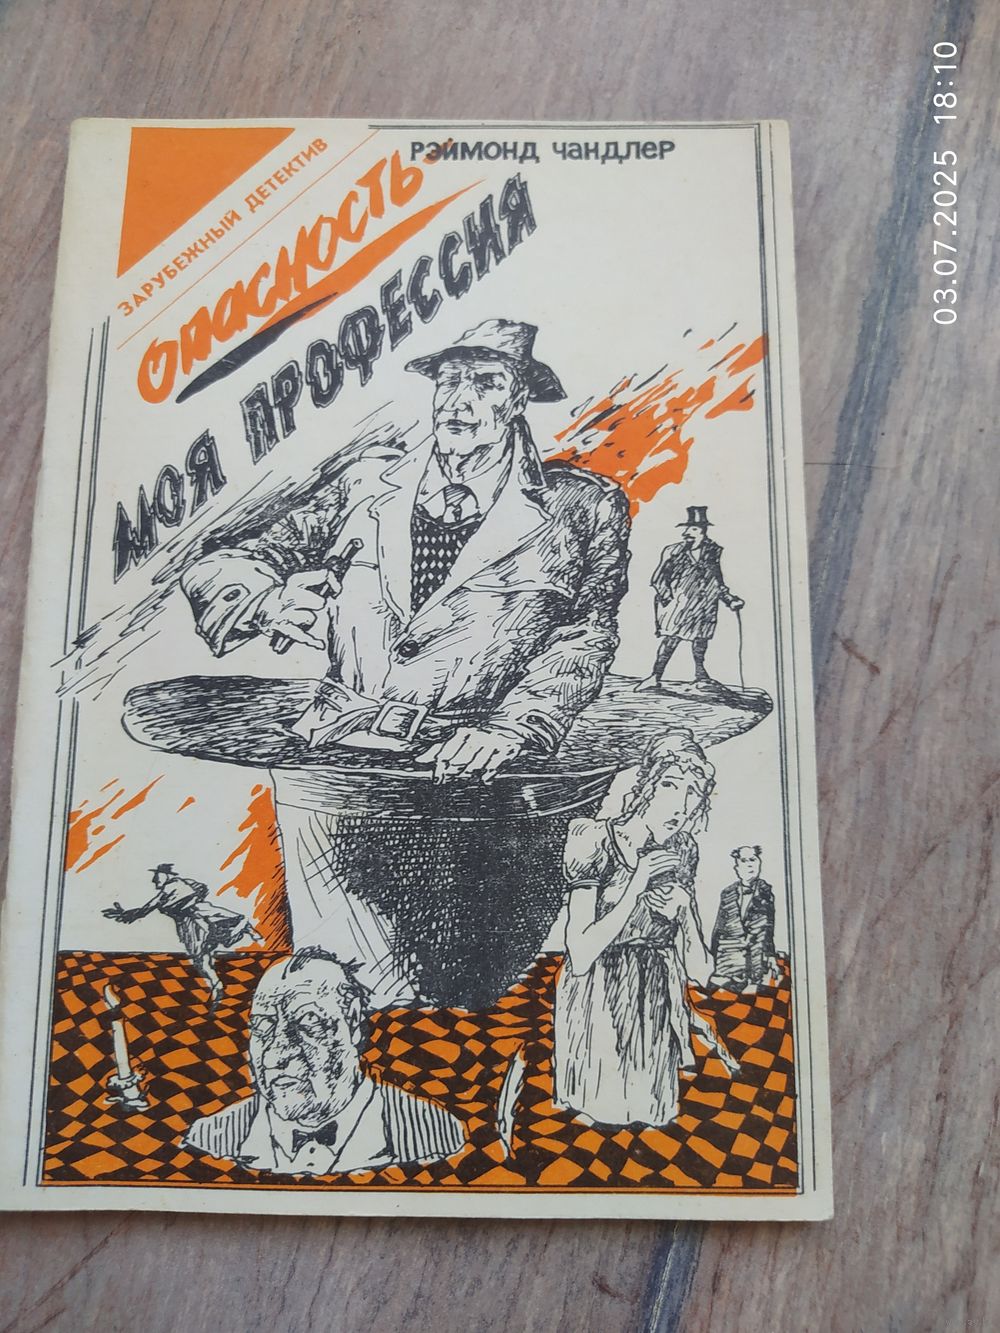 РЭЙМОНД ЧАНДЛЕР
ЗАРУБЕЖНЫЙ ДЕТЕКТИВ
ОПАСНОСТЬ-
МОЯ ПРОФЕССИЯ
03.07.2025 18:10